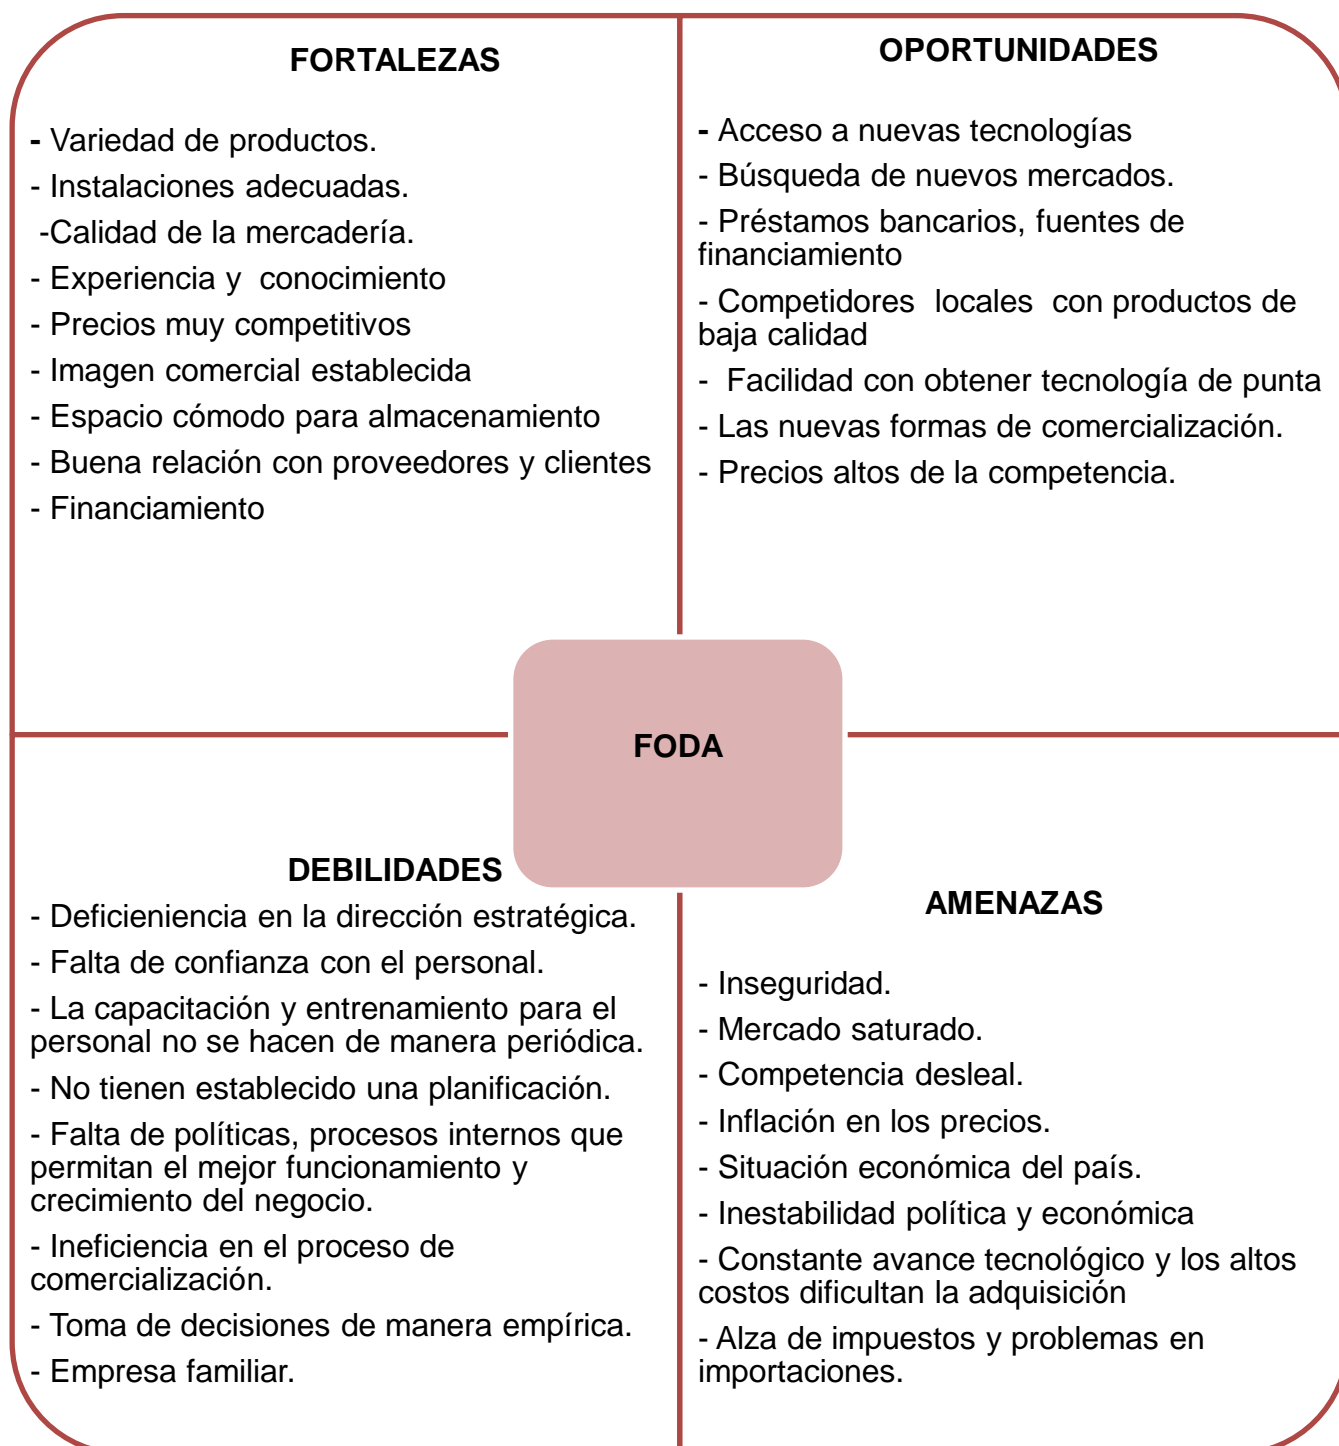 FORTALEZAS
- Variedad de productos.
- Instalaciones adecuadas.
-Calidad de la mercadería.
- Experiencia y  conocimiento
- Precios muy competitivos
- Imagen comercial establecida
- Espacio cómodo para almacenamiento
- Buena relación con proveedores y clientes
- Financiamiento
OPORTUNIDADES
- Acceso a nuevas tecnologías
- Búsqueda de nuevos mercados.
- Préstamos bancarios, fuentes de
financiamiento
- Competidores  locales  con productos de
baja calidad
-  Facilidad con obtener tecnología de punta
- Las nuevas formas de comercialización.
- Precios altos de la competencia.
FODA
DEBILIDADES
- Deficieniencia en la dirección estratégica.
- Falta de confianza con el personal.
- La capacitación y entrenamiento para el
personal no se hacen de manera periódica.
- No tienen establecido una planificación.
- Falta de políticas, procesos internos que
permitan el mejor funcionamiento y
crecimiento del negocio.
- Ineficiencia en el proceso de
comercialización.
- Toma de decisiones de manera empírica.
- Empresa familiar.
AMENAZAS
- Inseguridad.
- Mercado saturado.
- Competencia desleal.
- Inflación en los precios.
- Situación económica del país.
- Inestabilidad política y económica
- Constante avance tecnológico y los altos
costos dificultan la adquisición
- Alza de impuestos y problemas en
importaciones.